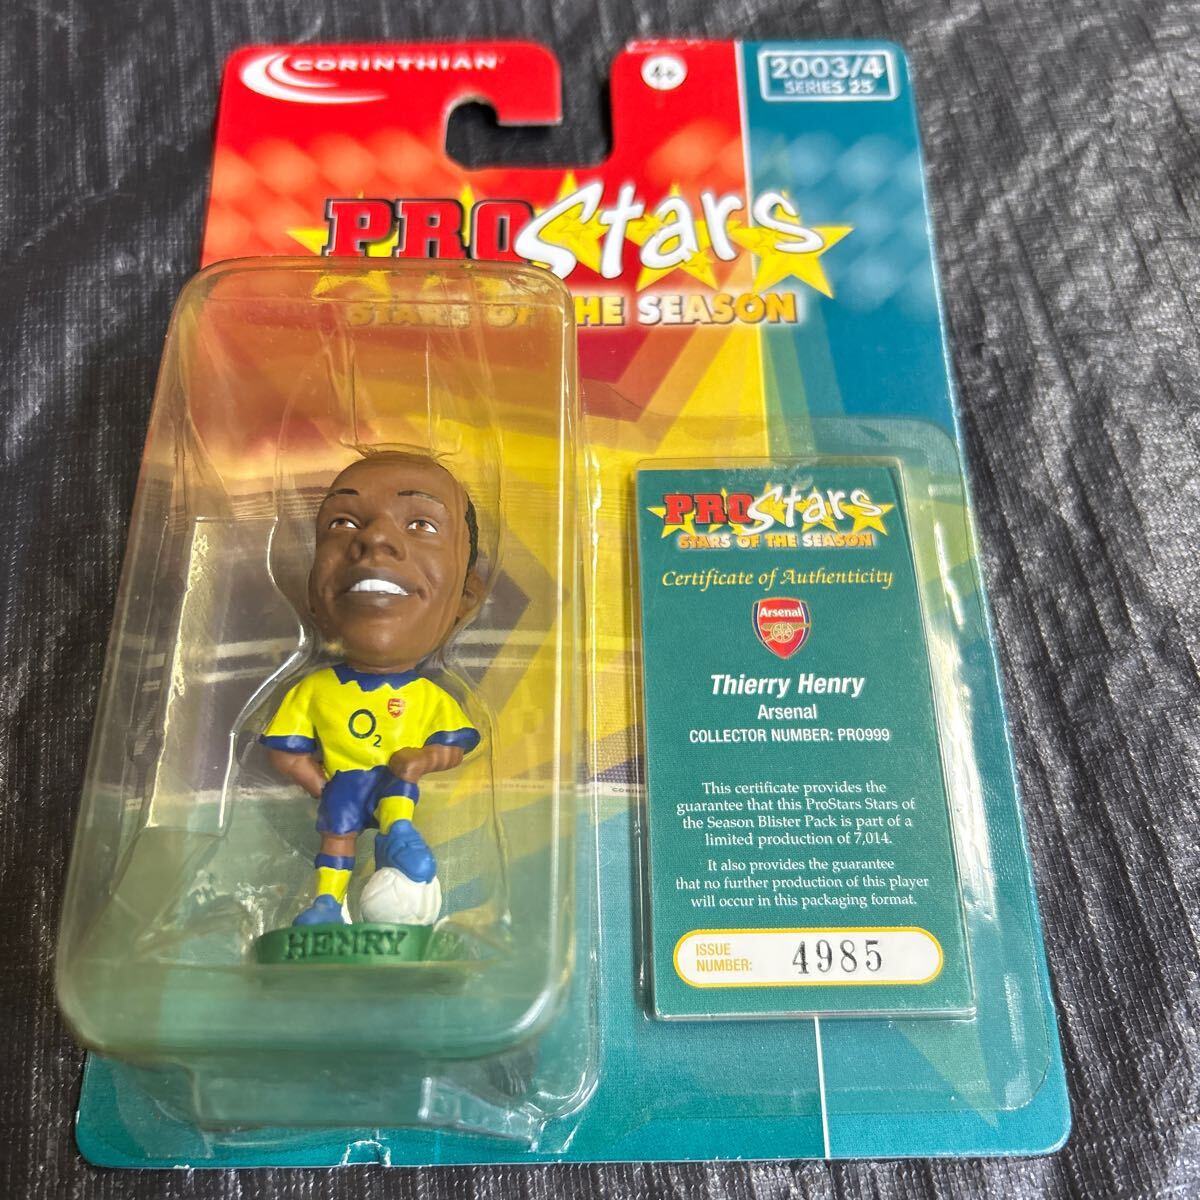 CORINTHIAN
4+
2003/4
SERIES 25
PROStars
STARS OF THE SEASON
PROStars
STARS OF THE SEASON
Certificate of Authenticity
Arsenal
Thierry Henry
Arsenal
COLLECTOR NUMBER: PRO999
This certificate provides the
guarantee that this ProStars Stars of
the Season Blister Pack is part of a
limited production of 7,014.
It also provides the guarantee
that no further production of this player
will occur in this packaging format.
ISSUE
NUMBER: 4985
O2
HENRY